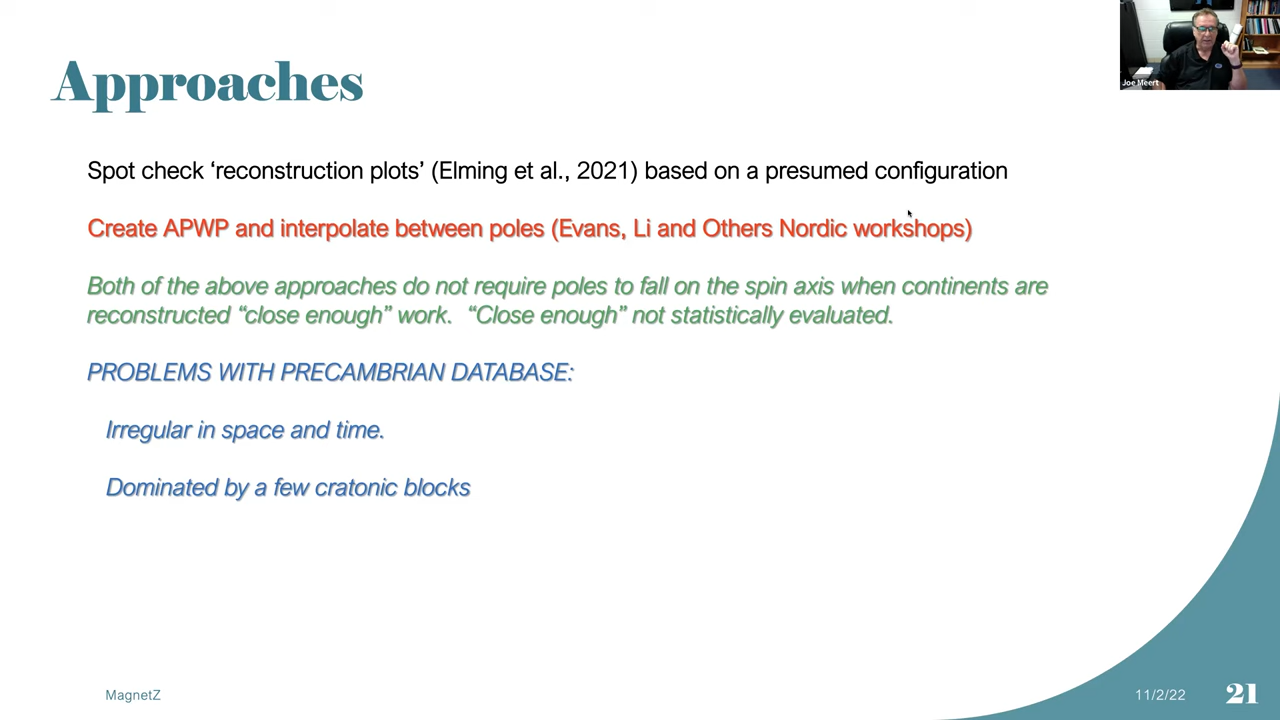 Joe Meert
Approaches
Spot check ‘reconstruction plots’ (Elming et al., 2021) based on a presumed configuration
Create APWP and interpolate between poles (Evans, Li and Others Nordic workshops)
Both of the above approaches do not require poles to fall on the spin axis when continents are
reconstructed “close enough” work.  “Close enough” not statistically evaluated.
PROBLEMS WITH PRECAMBRIAN DATABASE:
Irregular in space and time.
Dominated by a few cratonic blocks
MagnetZ
11/2/22
21